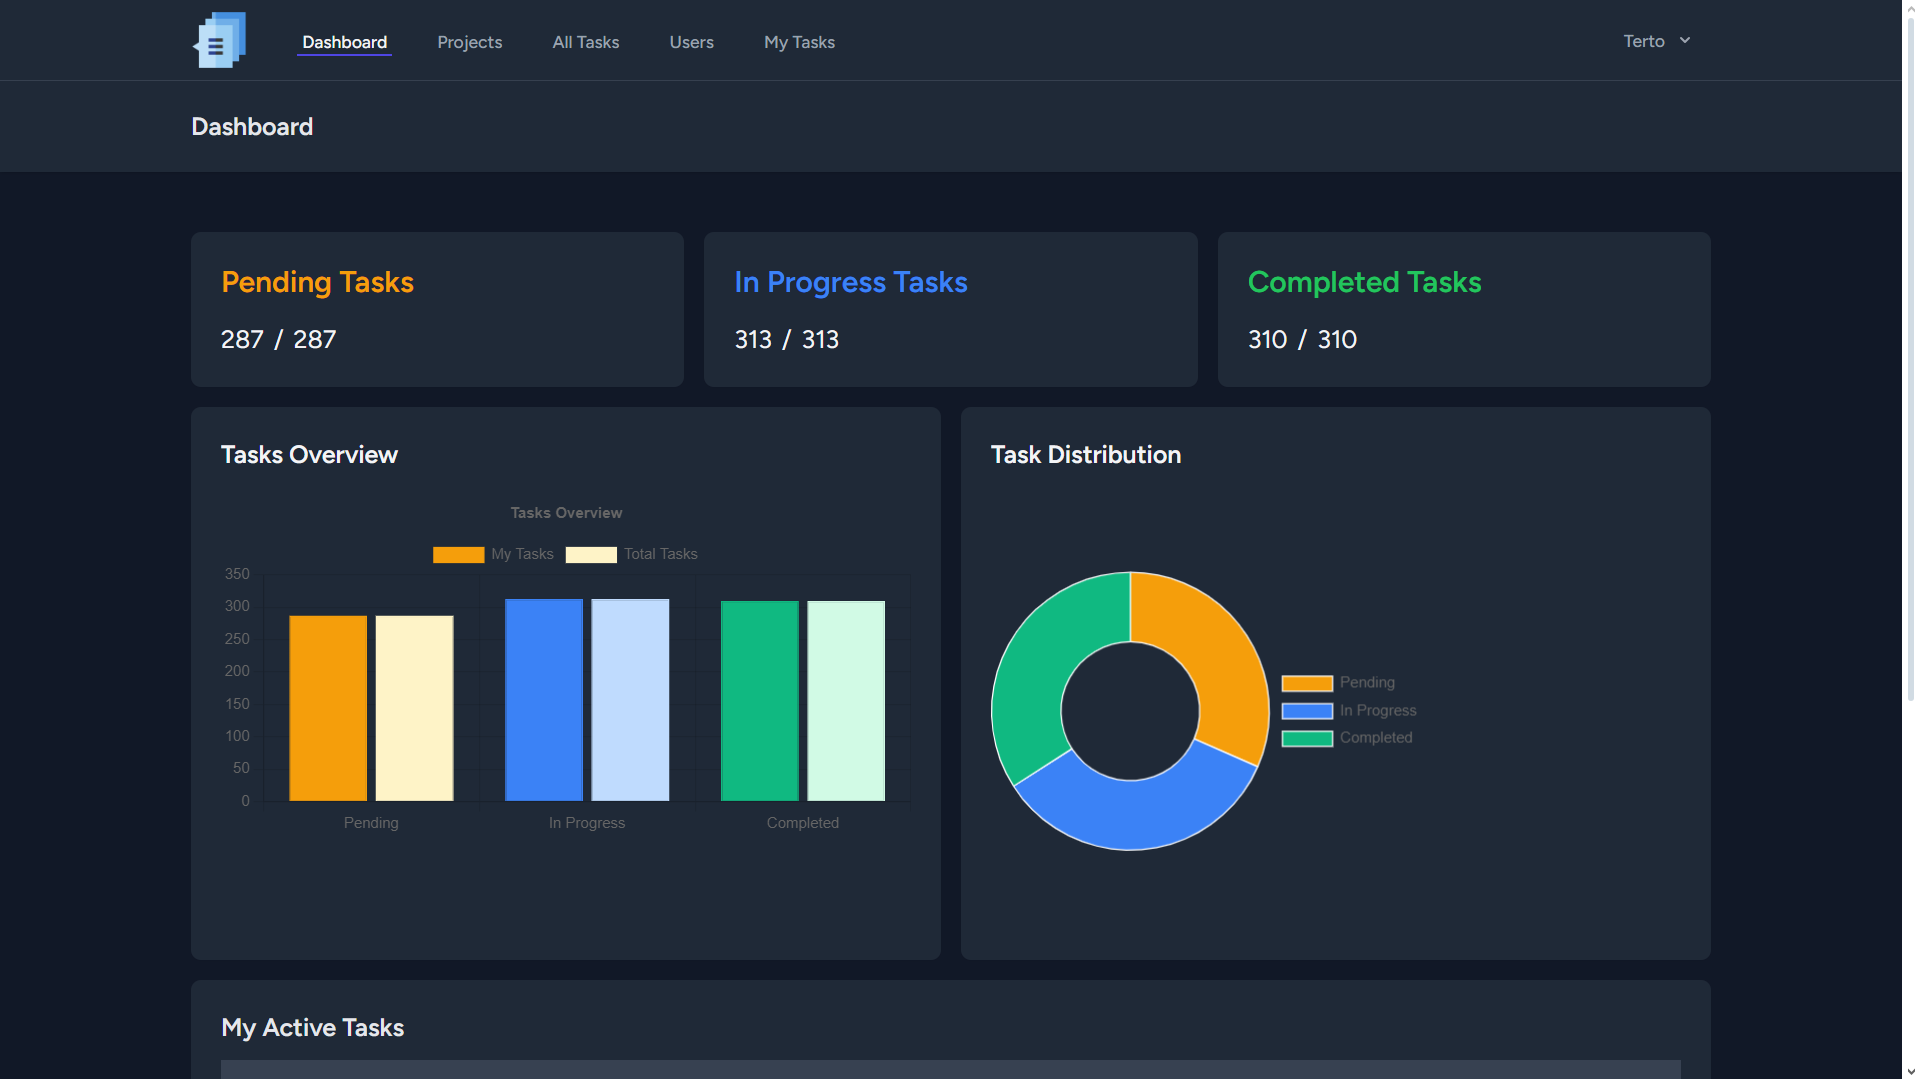 Dashboard Projects All Tasks Users My Tasks Terto
Dashboard
Pending Tasks
287 / 287
In Progress Tasks
313 / 313
Completed Tasks
310 / 310
Tasks Overview
Tasks Overview
My Tasks Total Tasks
350
300
250
200
150
100
50
0
Pending In Progress Completed
Task Distribution
Pending
In Progress
Completed
My Active Tasks